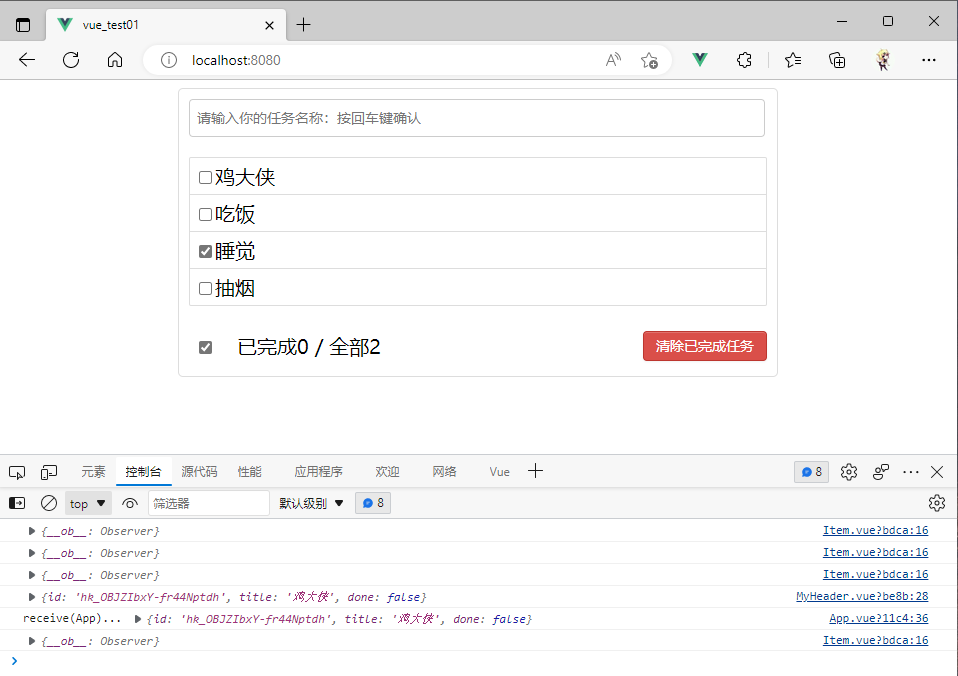 vue_test01
localhost:8080
请输入你的任务名称：按回车键确认
鸡大侠
吃饭
睡觉
抽烟
已完成0 / 全部2 清除已完成任务
元素 控制台 源代码 性能 应用程序 欢迎 网络 Vue 8
top 筛选器 默认级别 8
{__ob__: Observer} Item.vue?bdca:16
{__ob__: Observer} Item.vue?bdca:16
{__ob__: Observer} Item.vue?bdca:16
{id: 'hk_OBJZIbxY-fr44Nptdh', title: '鸡大侠', done: false} MyHeader.vue?be8b:28
receive(App)... {id: 'hk_OBJZIbxY-fr44Nptdh', title: '鸡大侠', done: false} App.vue?11c4:36
{__ob__: Observer} Item.vue?bdca:16